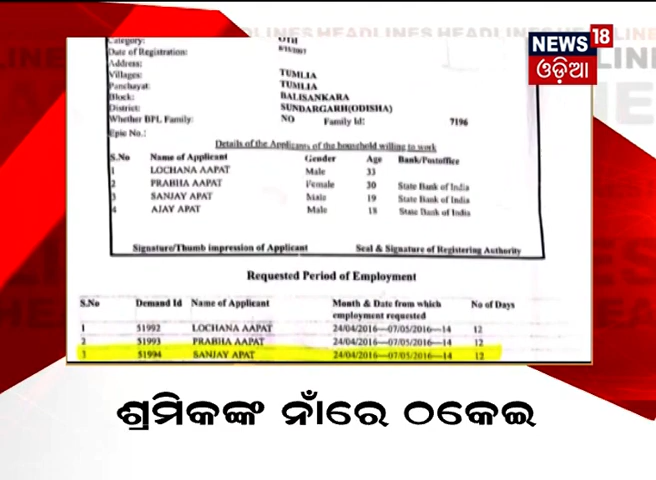 HEADLINES HEADLINES HEADLINES
NEWS 18
ଓଡ଼ିଆ
Category: OTH
Date of Registration:
Address:
Villages: TUMLIA
Panchayat: TUMLIA
Block: BALISANKARA
District: SUNDARGARH(ODISHA)
Whether BPL Family: NO Family Id: 7196
Epic No.:
Details of the Applicants of the household willing to work
S.No Name of Applicant Gender Age Bank/Postoffice
1 LOCHANA AAPAT Male 33
2 PRABHA AAPAT Female 30 State Bank of India
3 SANJAY APAT Male 19 State Bank of India
4 AJAY APAT Male 18 State Bank of India
Signature/Thumb impression of Applicant Seal & Signature of Registering Authority
Requested Period of Employment
S.No Demand Id Name of Applicant Month & Date from which employment requested No of Days
1 51992 LOCHANA AAPAT 24/04/2016--07/05/2016--14 12
2 51993 PRABHA AAPAT 24/04/2016--07/05/2016--14 12
3 51994 SANJAY APAT 24/04/2016--07/05/2016--14 12
ଶ୍ରମିକଙ୍କ ନାଁରେ ଠକେଇ